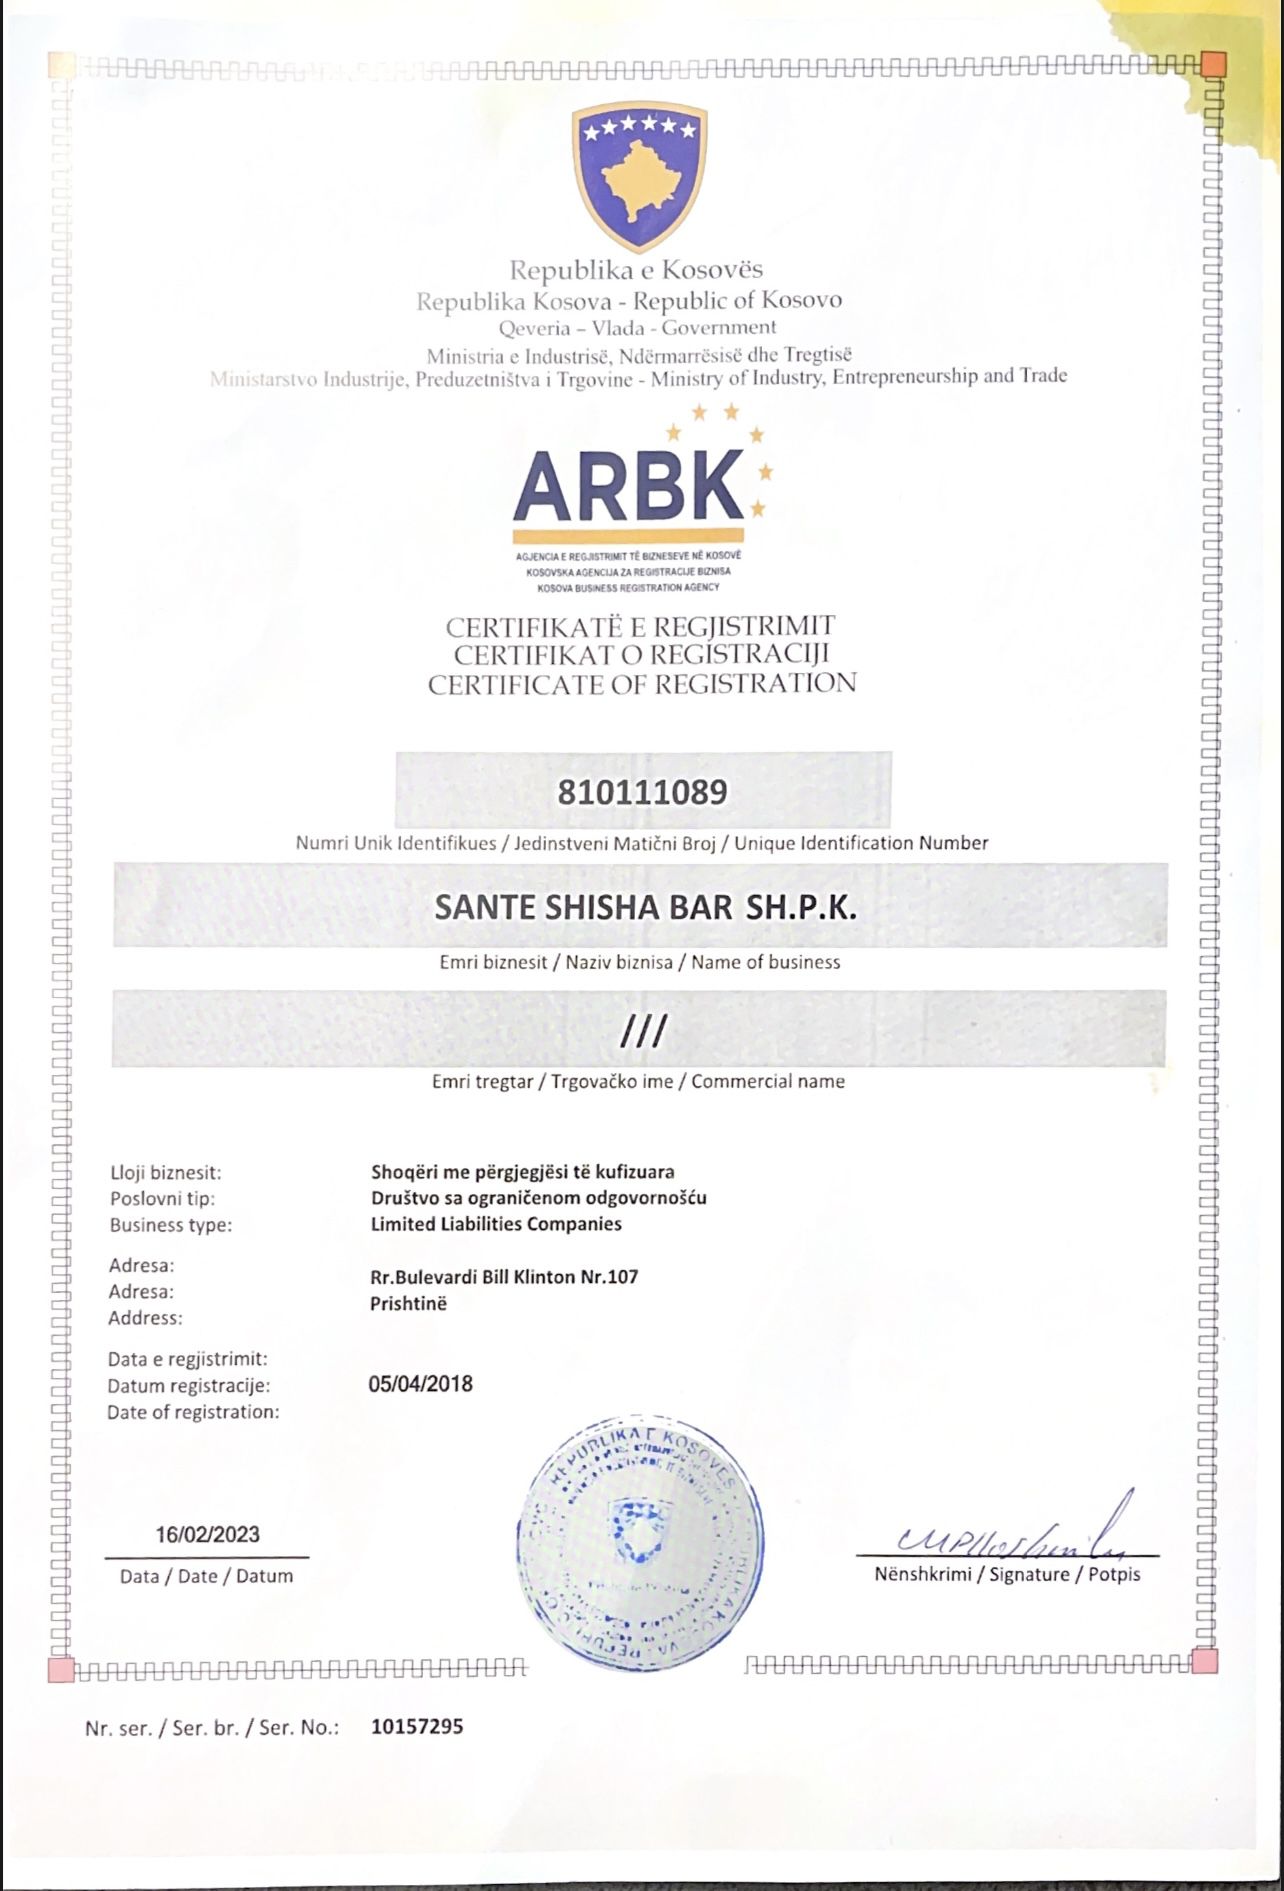 Republika e Kosovës
Republika Kosova - Republic of Kosovo
Qeveria – Vlada - Government
Ministria e Industrisë, Ndërmarrësisë dhe Tregtisë
Ministarstvo Industrije, Preduzetništva i Trgovine - Ministry of Industry, Entrepreneurship and Trade
ARBK
AGJENCIA E REGJISTRIMIT TË BIZNESEVE NË KOSOVË
KOSOVSKA AGENCIJA ZA REGISTRACIJE BIZNISA
KOSOVA BUSINESS REGISTRATION AGENCY
CERTIFIKATË E REGJISTRIMIT
CERTIFIKAT O REGISTRACIJI
CERTIFICATE OF REGISTRATION
810111089
Numri Unik Identifikues / Jedinstveni Matični Broj / Unique Identification Number
SANTE SHISHA BAR SH.P.K.
Emri biznesit / Naziv biznisa / Name of business
///
Emri tregtar / Trgovačko ime / Commercial name
Lloji biznesit: Shoqëri me përgjegjësi të kufizuara
Poslovni tip: Društvo sa ograničenom odgovornošću
Business type: Limited Liabilities Companies
Adresa:
Rr.Bulevardi Bill Klinton Nr.107
Adresa:
Prishtinë
Address:
Data e regjistrimit:
Datum registracije: 05/04/2018
Date of registration:
REPUBLIKA E KOSOVËS
16/02/2023
Data / Date / Datum
Nënshkrimi / Signature / Potpis
Nr. ser. / Ser. br. / Ser. No.: 10157295